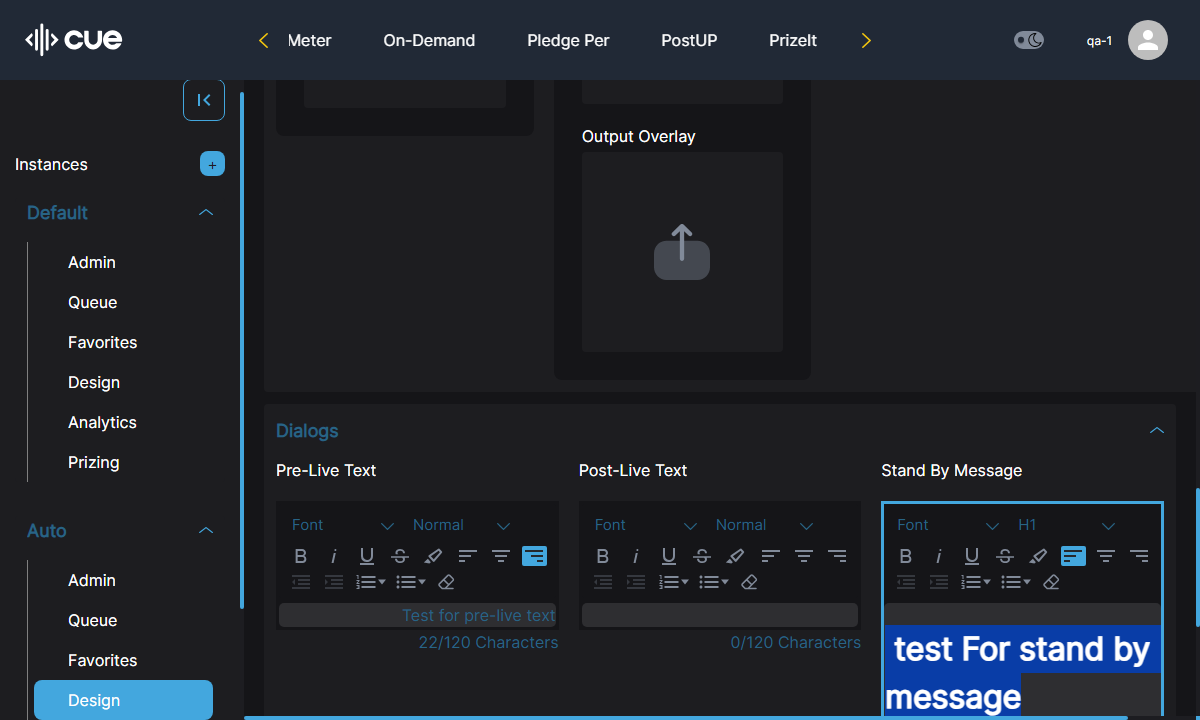 cue
Meter
On-Demand
Pledge Per
PostUP
PrizeIt
qa-1
Instances
+
Default
Admin
Queue
Favorites
Design
Analytics
Prizing
Auto
Admin
Queue
Favorites
Design
Output Overlay
Dialogs
Pre-Live Text
Font
Normal
B i U S
Test for pre-live text
22/120 Characters
Post-Live Text
Font
Normal
B i U S
0/120 Characters
Stand By Message
Font
H1
B i U S
test For stand by
message